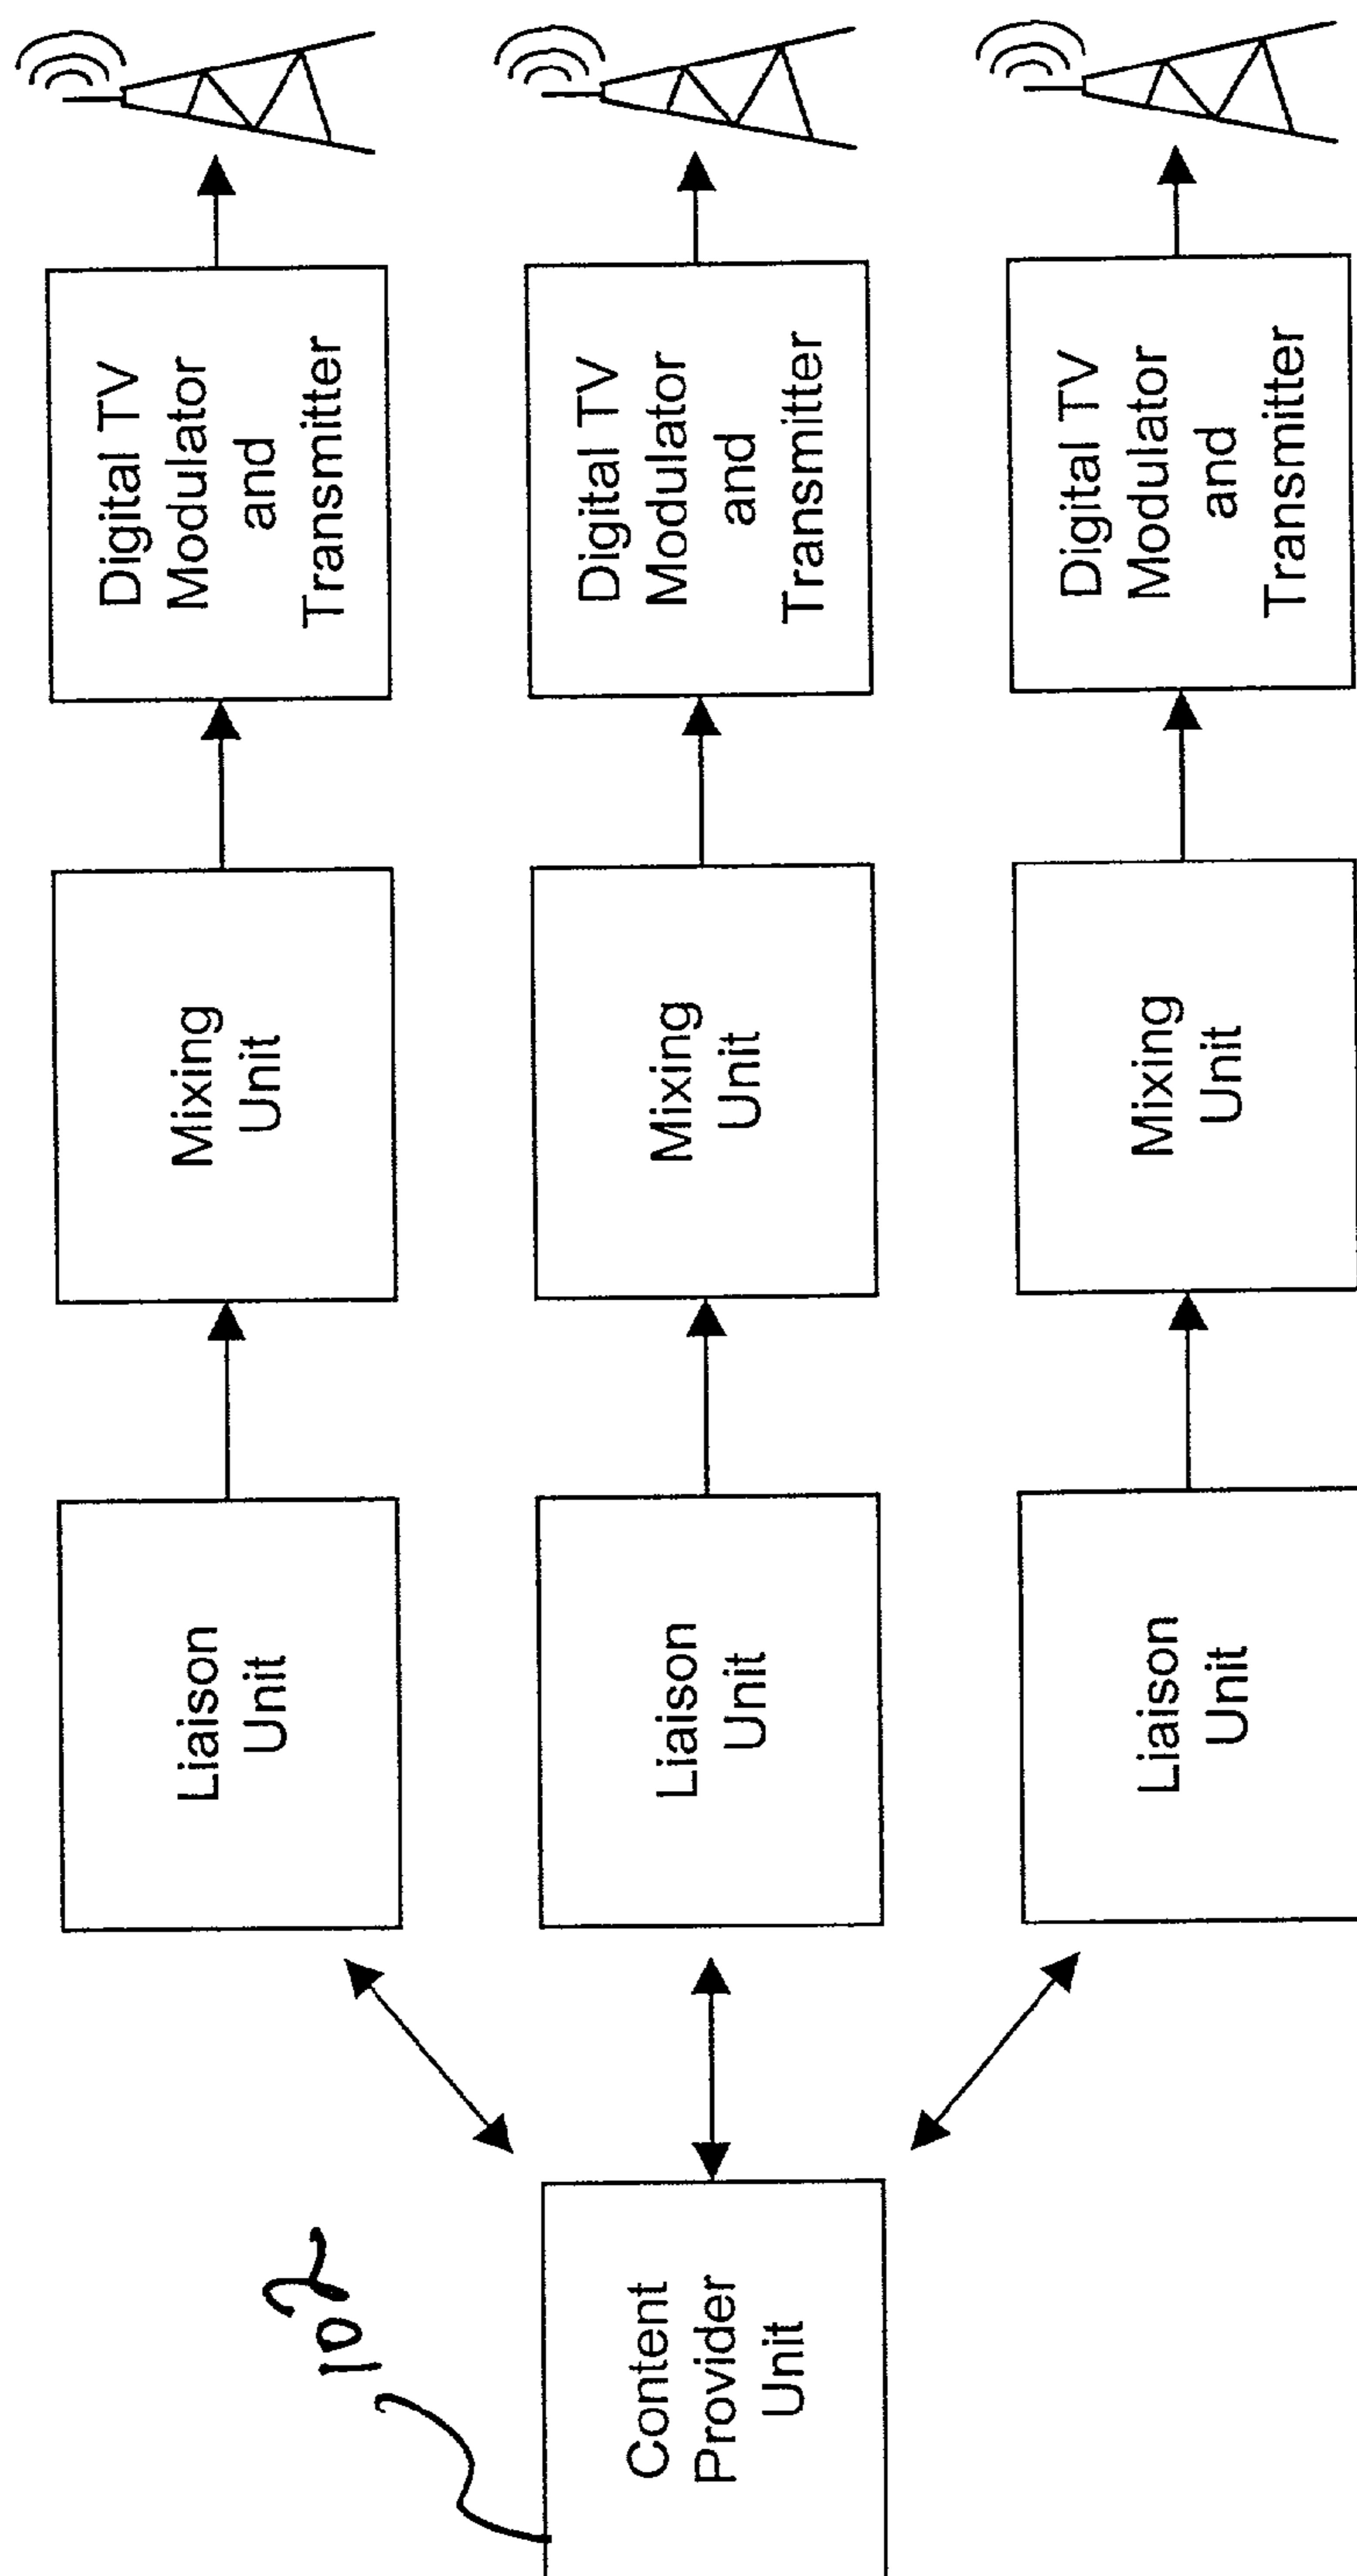 102
Content
Provider
Unit
Liaison
Unit
Mixing
Unit
Digital TV
Modulator
and
Transmitter
Liaison
Unit
Mixing
Unit
Digital TV
Modulator
and
Transmitter
Liaison
Unit
Mixing
Unit
Digital TV
Modulator
and
Transmitter